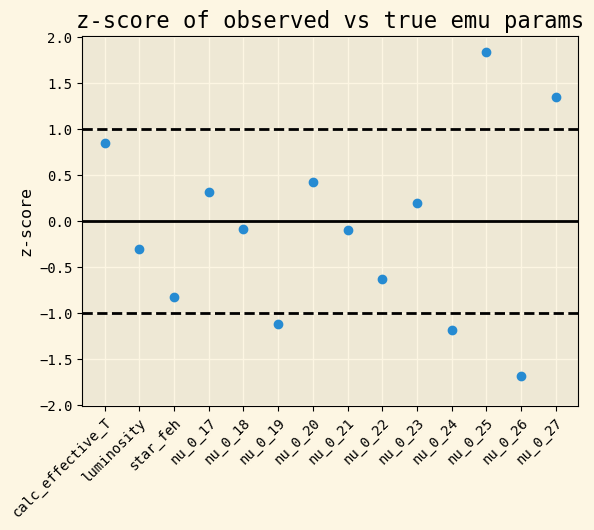 z-score of observed vs true emu params
2.0
1.5
1.0
0.5
0.0
−0.5
−1.0
−1.5
−2.0
z-score
calc_effective_T
luminosity
star_feh
nu_0_17
nu_0_18
nu_0_19
nu_0_20
nu_0_21
nu_0_22
nu_0_23
nu_0_24
nu_0_25
nu_0_26
nu_0_27